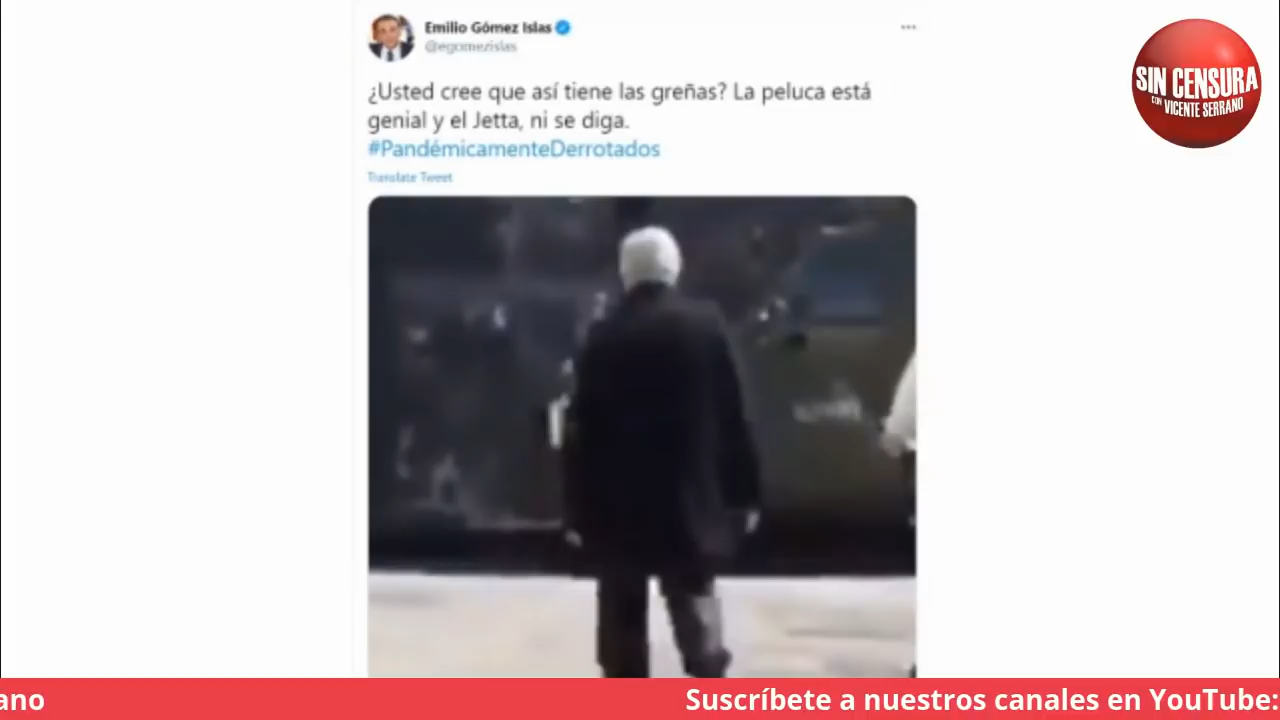 Emilio Gómez Islas
@egomezislas
¿Usted cree que así tiene las greñas? La peluca está
genial y el Jetta, ni se diga.
#PandémicamenteDerrotados
Translate Tweet
SIN CENSURA
CON VICENTE SERRANO
ano
Suscríbete a nuestros canales en YouTube: